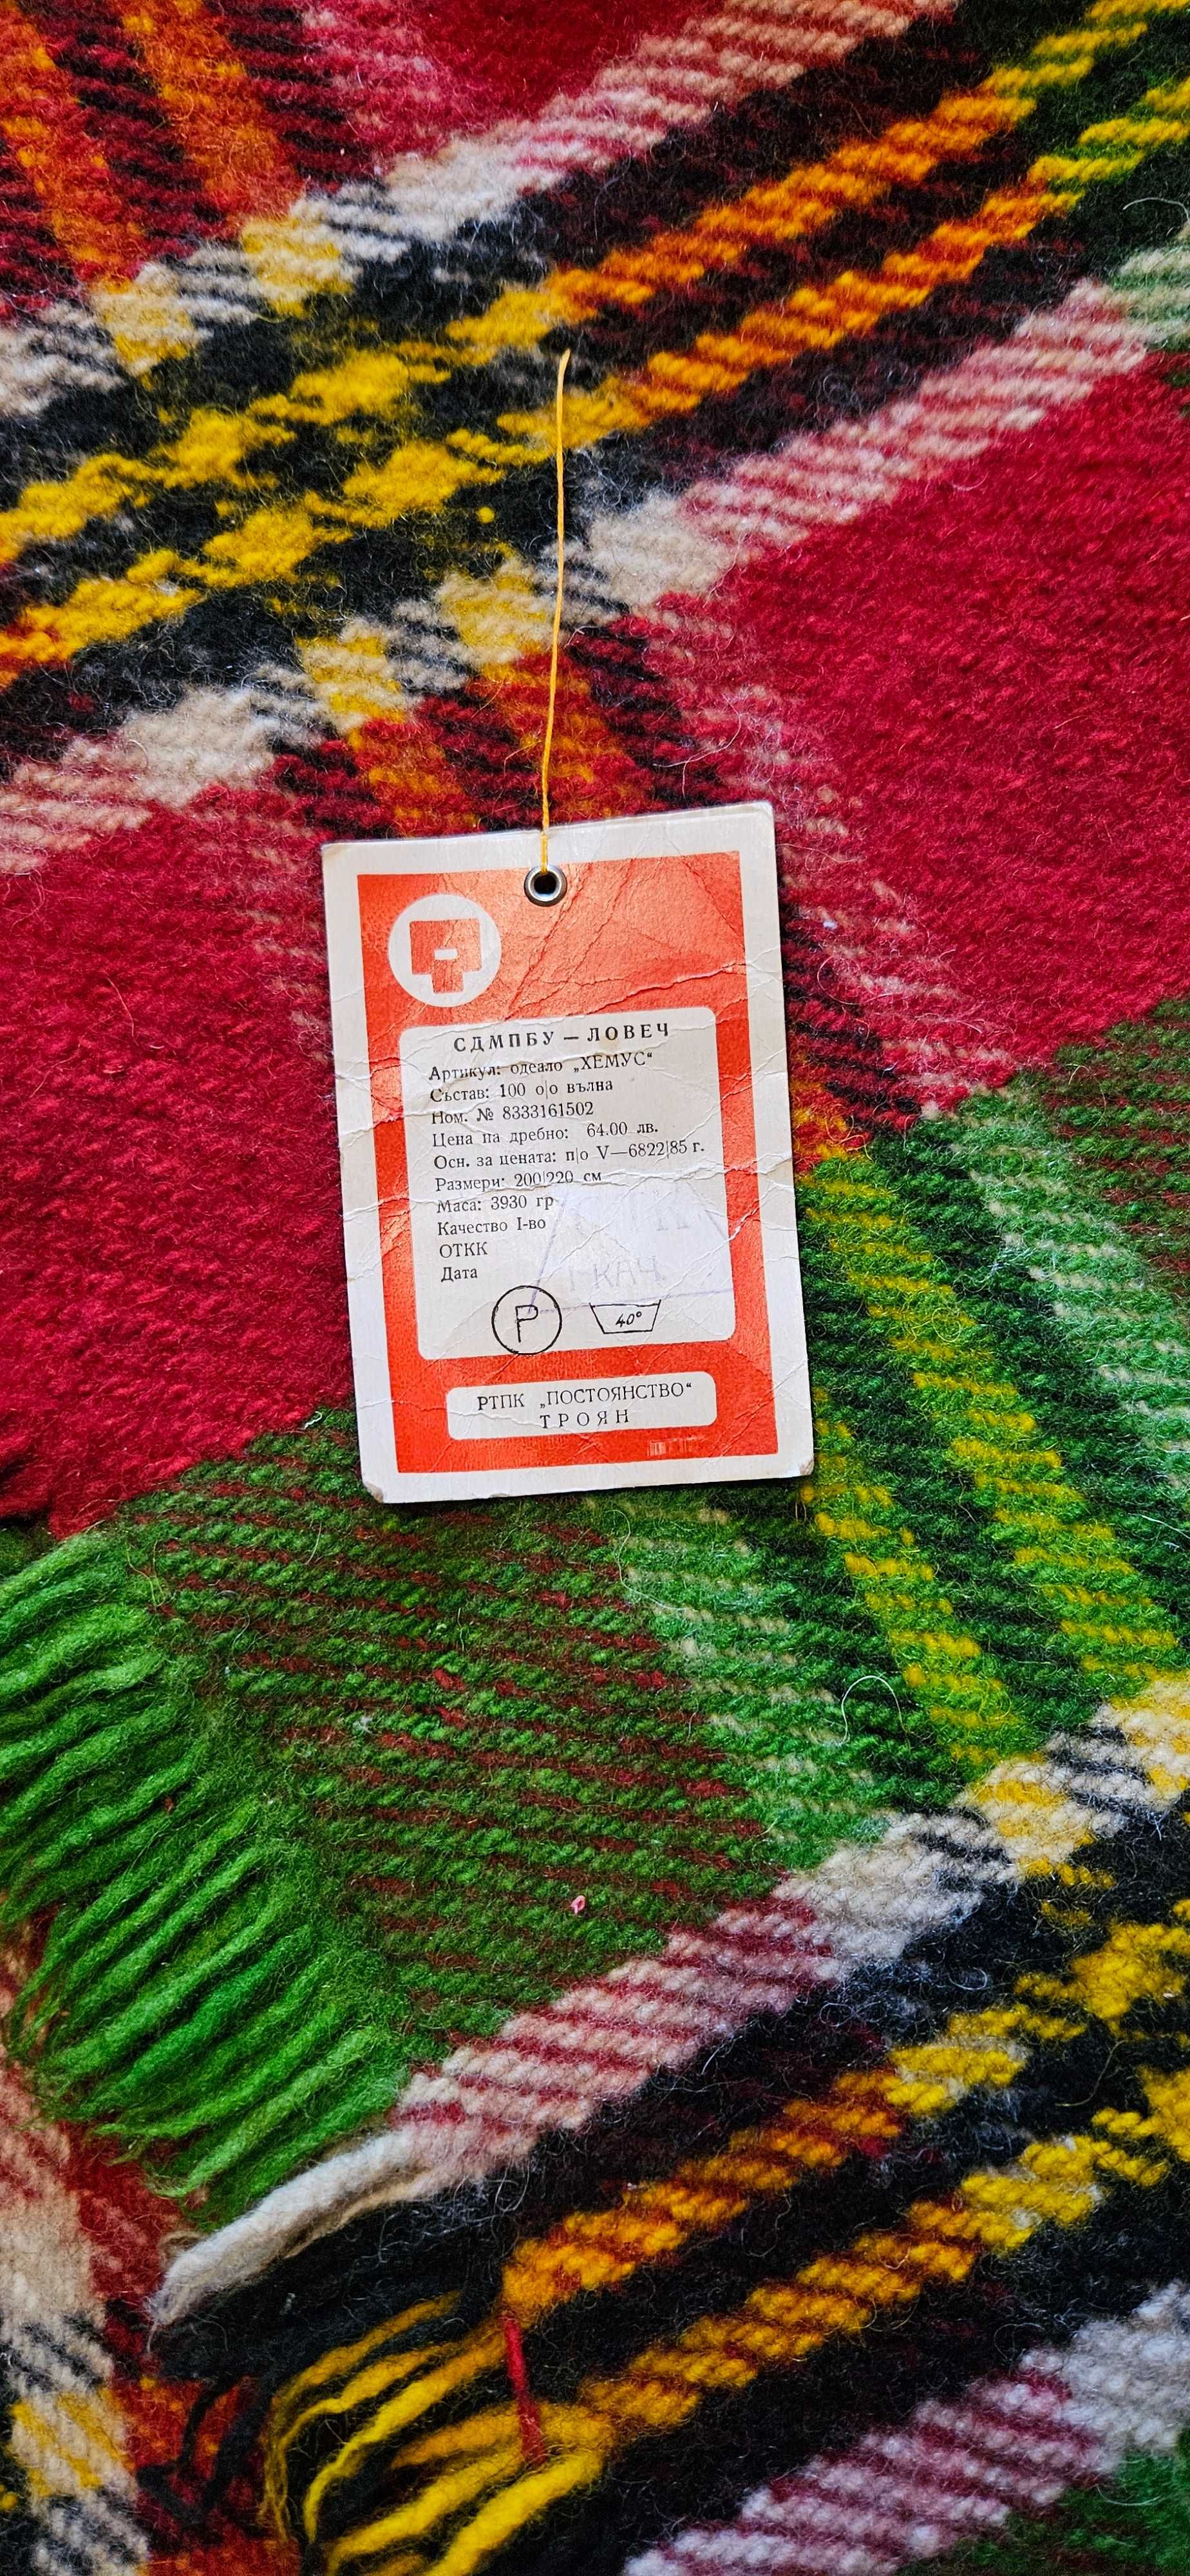 СДМПБУ — ЛОВЕЧ
Артикул: одеало „ХЕМУС“
Състав: 100 о|о вълна
Ном. № 8333161502
Цена на дребно: 64.00 лв.
Осн. за цената: п|о V—6822|85 г.
Размери: 200|220 см
Маса: 3930 гр
Качество I-во
ОТКК
Дата
I КАЧ.
P 40°
РТПК „ПОСТОЯНСТВО“
ТРОЯН